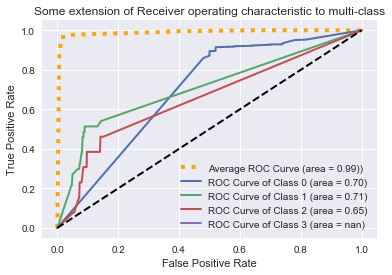 Some extension of Receiver operating characteristic to multi-class
1.0
0.8
0.6
0.4
0.2
0.0
True Positive Rate
Average ROC Curve (area = 0.99))
ROC Curve of Class 0 (area = 0.70)
ROC Curve of Class 1 (area = 0.71)
ROC Curve of Class 2 (area = 0.65)
ROC Curve of Class 3 (area = nan)
0.0 0.2 0.4 0.6 0.8 1.0
False Positive Rate